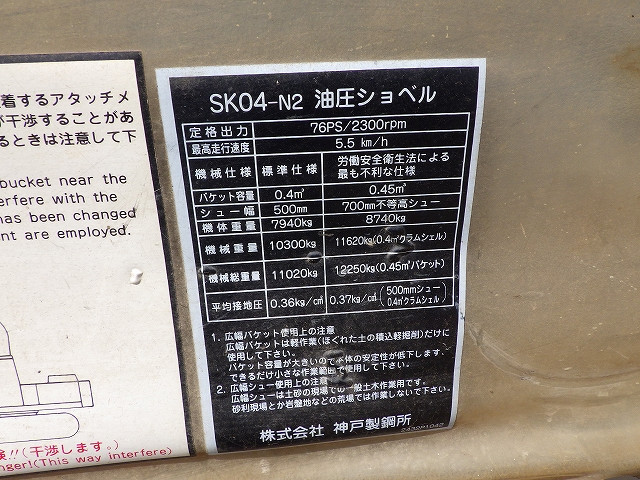 着するアタッチメ
が干渉することがあ
るときは注意して下
bucket near the
erfere with the
has been changed
nt are employed.
険!!(干渉します。)
nger!(This way interfere)
SK04-N2 油圧ショベル
定格出力 76PS/2300rpm
最高走行速度 5.5 km/h
機械仕様 標準仕様 労働安全衛生法による
最も不利な仕様
バケット容量 0.4㎥ 0.45㎥
シュー幅 500㎜ 700㎜不等高シュー
機体重量 7940kg 8740kg
機械重量 10300kg 11620kg(0.4㎥クラムシェル)
機械総重量 11020kg 12250kg(0.45㎥バケット)
平均接地圧 0.36kg/㎠ 0.37kg/㎠(500mmシュー
0.4㎥クラムシェル)
1. 広幅バケット使用上の注意
広幅バケットは軽作業(ほぐれた土の積込軽掘削)だけに
使用して下さい。
バケット容量が大きいので本体の安定性が低下します。
できるだけ小さな作業範囲で使用して下さい。
2. 広幅シュー使用上の注意
広幅シューは土砂の現場での一般土木作業用です。
砂利現場とか岩盤地などの荒場では作業しないで下さい。
株式会社 神戸製鋼所